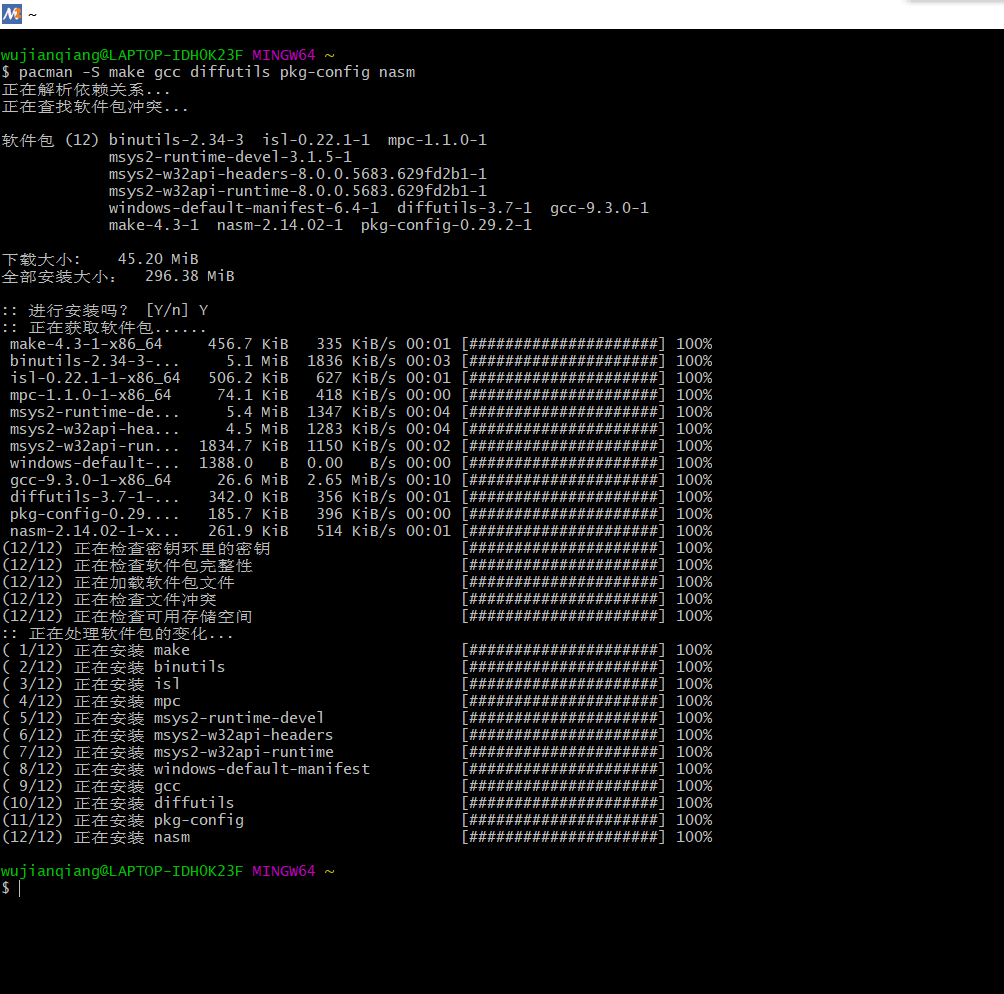 ~
wujianqiang@LAPTOP-IDHOK23F MINGW64 ~
$ pacman -S make gcc diffutils pkg-config nasm
正在解析依赖关系...
正在查找软件包冲突...
软件包 (12) binutils-2.34-3  isl-0.22.1-1  mpc-1.1.0-1
msys2-runtime-devel-3.1.5-1
msys2-w32api-headers-8.0.0.5683.629fd2b1-1
msys2-w32api-runtime-8.0.0.5683.629fd2b1-1
windows-default-manifest-6.4-1  diffutils-3.7-1  gcc-9.3.0-1
make-4.3-1  nasm-2.14.02-1  pkg-config-0.29.2-1
下载大小:    45.20 MiB
全部安装大小:   296.38 MiB
:: 进行安装吗? [Y/n] Y
:: 正在获取软件包......
make-4.3-1-x86_64     456.7 KiB   335 KiB/s 00:01 [#####################] 100%
binutils-2.34-3-...     5.1 MiB  1836 KiB/s 00:03 [#####################] 100%
isl-0.22.1-1-x86_64   506.2 KiB   627 KiB/s 00:01 [#####################] 100%
mpc-1.1.0-1-x86_64     74.1 KiB   418 KiB/s 00:00 [#####################] 100%
msys2-runtime-de...     5.4 MiB  1347 KiB/s 00:04 [#####################] 100%
msys2-w32api-hea...     4.5 MiB  1283 KiB/s 00:04 [#####################] 100%
msys2-w32api-run...  1834.7 KiB  1150 KiB/s 00:02 [#####################] 100%
windows-default-...  1388.0   B  0.00   B/s 00:00 [#####################] 100%
gcc-9.3.0-1-x86_64     26.6 MiB  2.65 MiB/s 00:10 [#####################] 100%
diffutils-3.7-1-...   342.0 KiB   356 KiB/s 00:01 [#####################] 100%
pkg-config-0.29....   185.7 KiB   396 KiB/s 00:00 [#####################] 100%
nasm-2.14.02-1-x...   261.9 KiB   514 KiB/s 00:01 [#####################] 100%
(12/12) 正在检查密钥环里的密钥 [#####################] 100%
(12/12) 正在检查软件包完整性 [#####################] 100%
(12/12) 正在加载软件包文件 [#####################] 100%
(12/12) 正在检查文件冲突 [#####################] 100%
(12/12) 正在检查可用存储空间 [#####################] 100%
:: 正在处理软件包的变化...
( 1/12) 正在安装 make [#####################] 100%
( 2/12) 正在安装 binutils [#####################] 100%
( 3/12) 正在安装 isl [#####################] 100%
( 4/12) 正在安装 mpc [#####################] 100%
( 5/12) 正在安装 msys2-runtime-devel [#####################] 100%
( 6/12) 正在安装 msys2-w32api-headers [#####################] 100%
( 7/12) 正在安装 msys2-w32api-runtime [#####################] 100%
( 8/12) 正在安装 windows-default-manifest [#####################] 100%
( 9/12) 正在安装 gcc [#####################] 100%
(10/12) 正在安装 diffutils [#####################] 100%
(11/12) 正在安装 pkg-config [#####################] 100%
(12/12) 正在安装 nasm [#####################] 100%
wujianqiang@LAPTOP-IDHOK23F MINGW64 ~
$